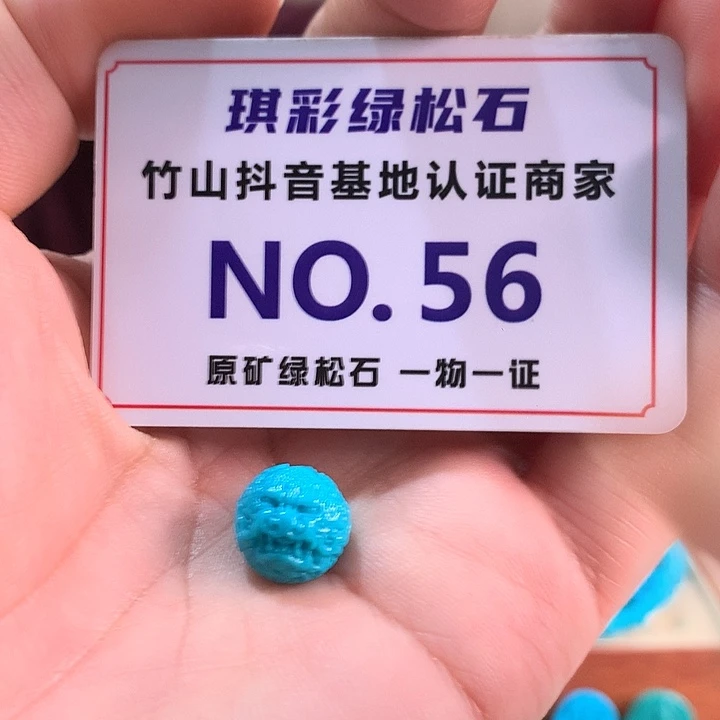 琪彩绿松石
竹山抖音基地认证商家
NO.56
原矿绿松石 一物一证